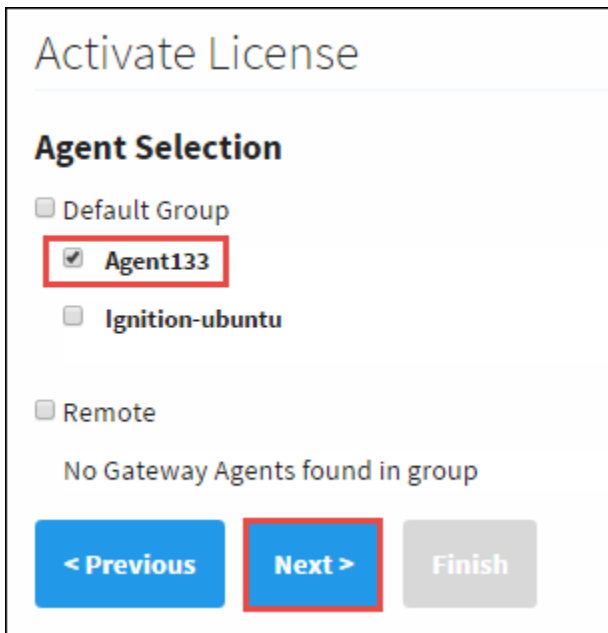 Activate License
Agent Selection
Default Group
Agent133
Ignition-ubuntu
Remote
No Gateway Agents found in group
< Previous Next > Finish